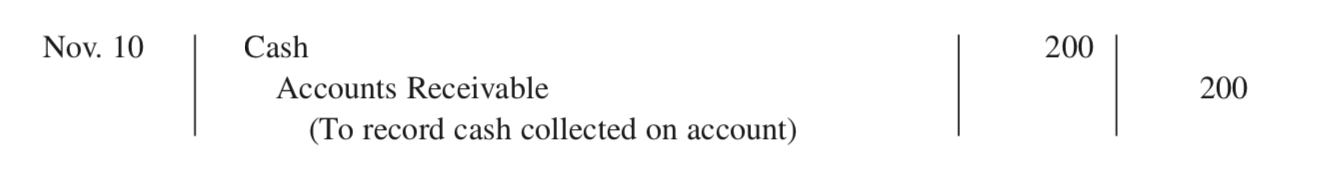 Nov. 10 Cash 200
Accounts Receivable 200
(To record cash collected on account)